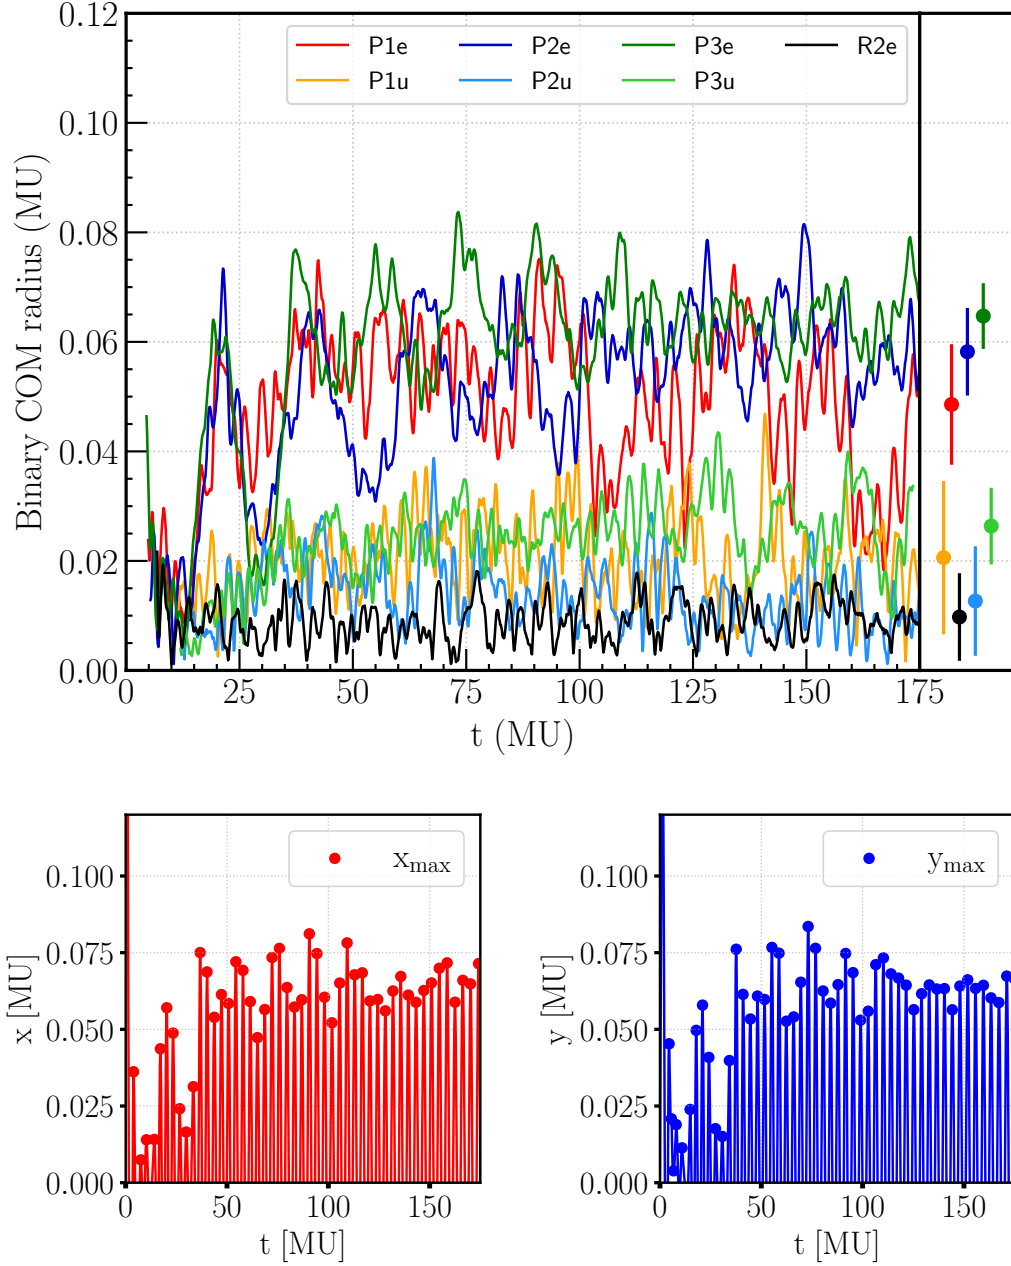 0.12
0.10
0.08
0.06
0.04
0.02
0.00
Binary COM radius (MU)
P1e P2e P3e R2e
P1u P2u P3u
0 25 50 75 100 125 150 175
t (MU)
0.100
0.075
0.050
0.025
0.000
x [MU]
x_max
0 50 100 150
t [MU]
0.100
0.075
0.050
0.025
0.000
y [MU]
y_max
0 50 100 150
t [MU]